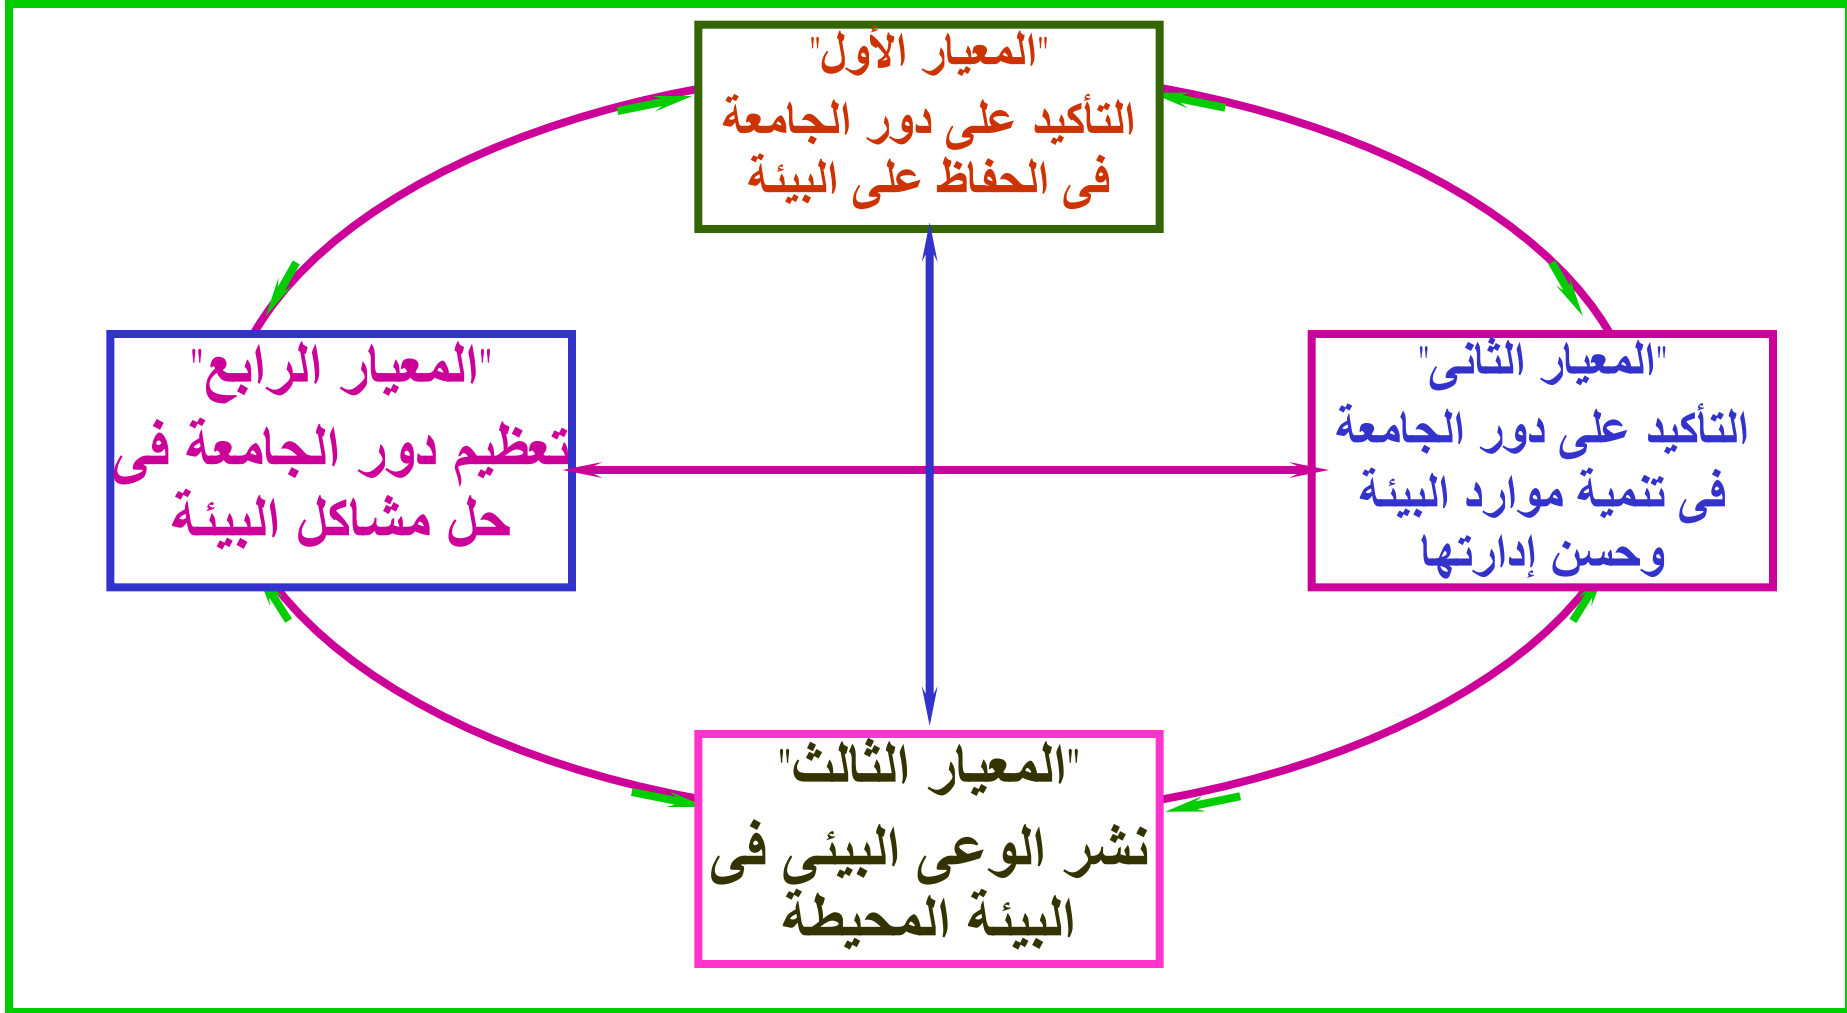 "المعيار الأول"
التأكيد على دور الجامعة
فى الحفاظ على البيئة
"المعيار الثانى"
التأكيد على دور الجامعة
فى تنمية موارد البيئة
وحسن إدارتها
"المعيار الثالث"
نشر الوعى البيئي فى
البيئة المحيطة
"المعيار الرابع"
تعظيم دور الجامعة فى
حل مشاكل البيئة